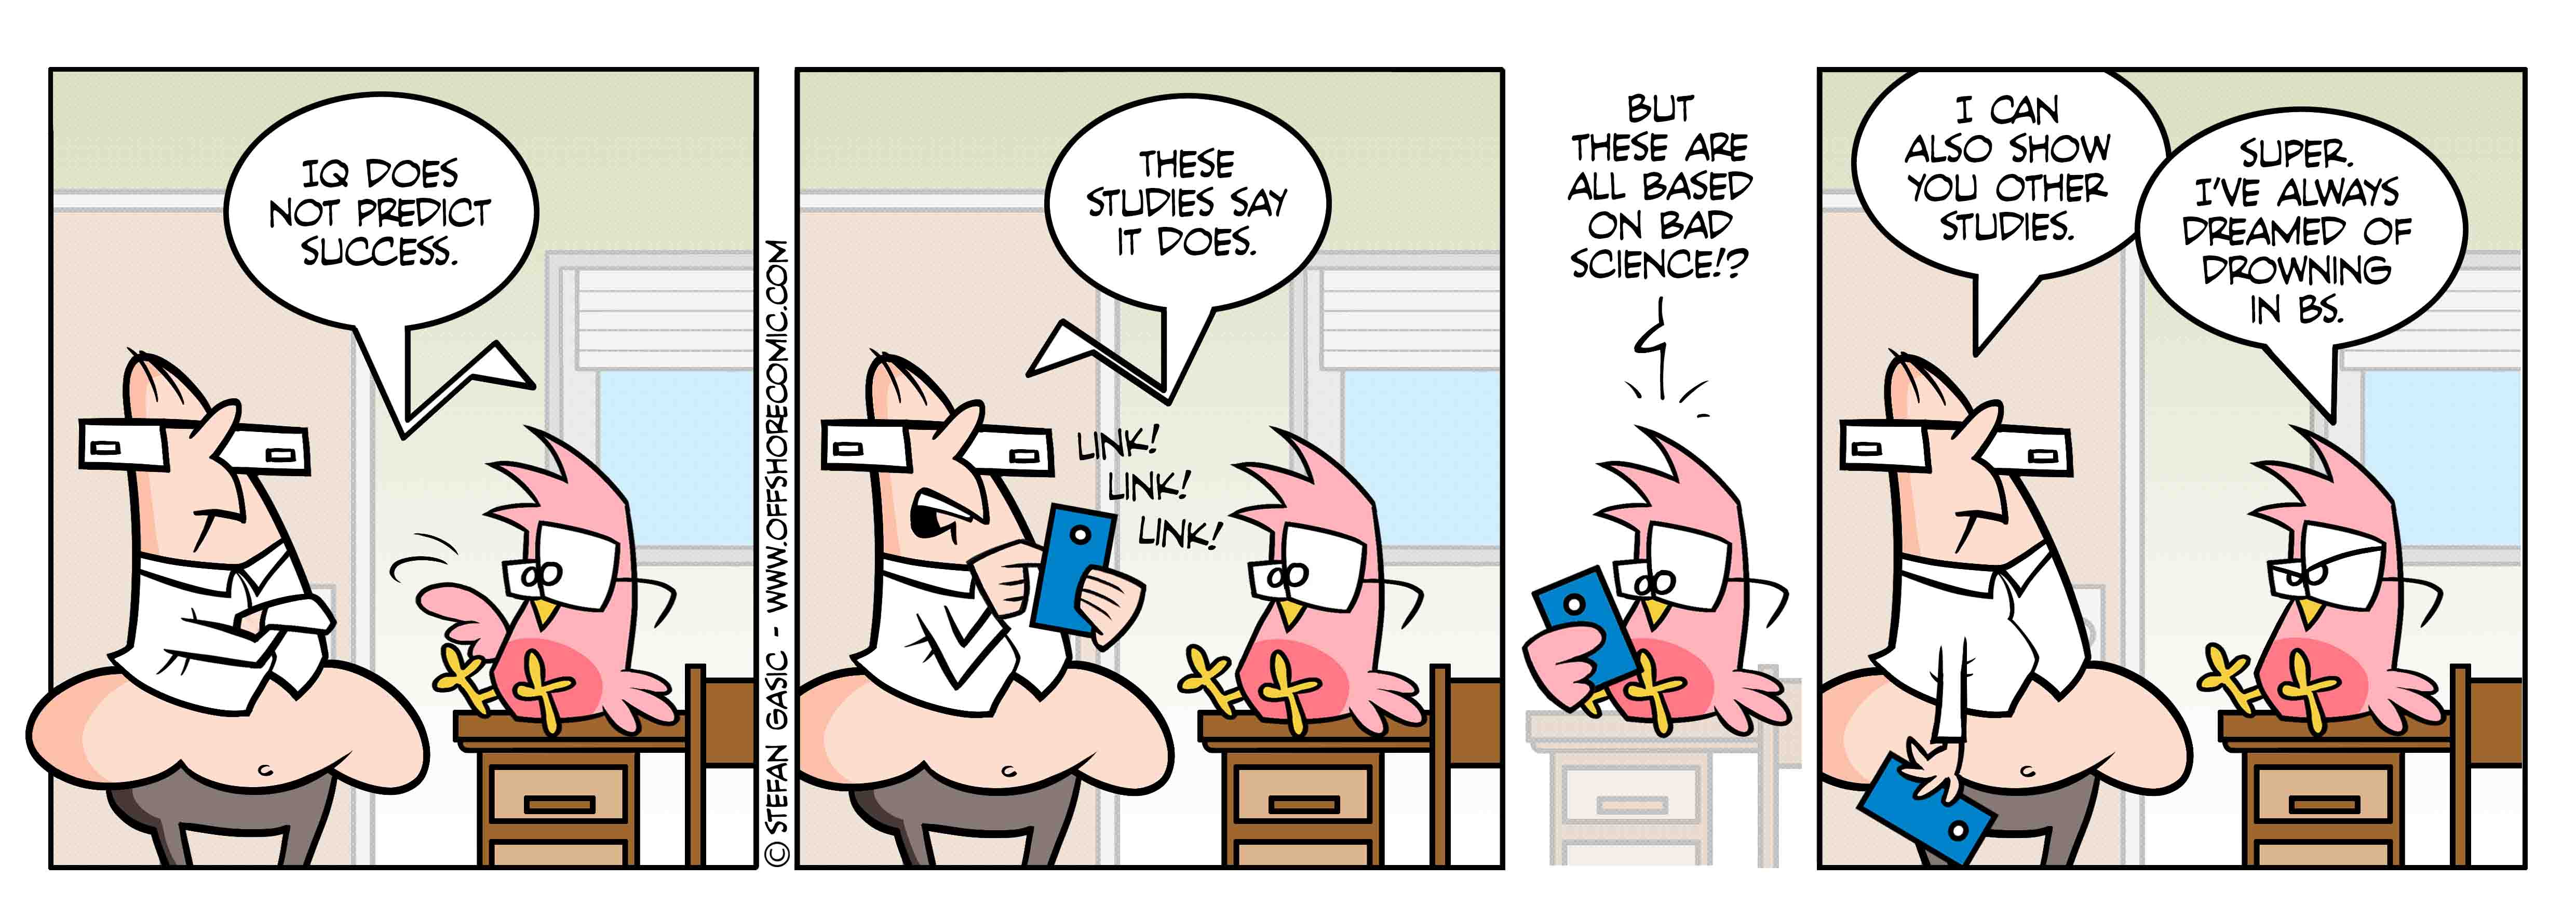 IQ DOES
NOT PREDICT
SUCCESS.
© STEFAN GASIC - WWW.OFFSHORECOMIC.COM
THESE
STUDIES SAY
IT DOES.
LINK!
LINK!
LINK!
BUT
THESE ARE
ALL BASED
ON BAD
SCIENCE!?
I CAN
ALSO SHOW
YOU OTHER
STUDIES.
SUPER.
I'VE ALWAYS
DREAMED OF
DROWNING
IN BS.